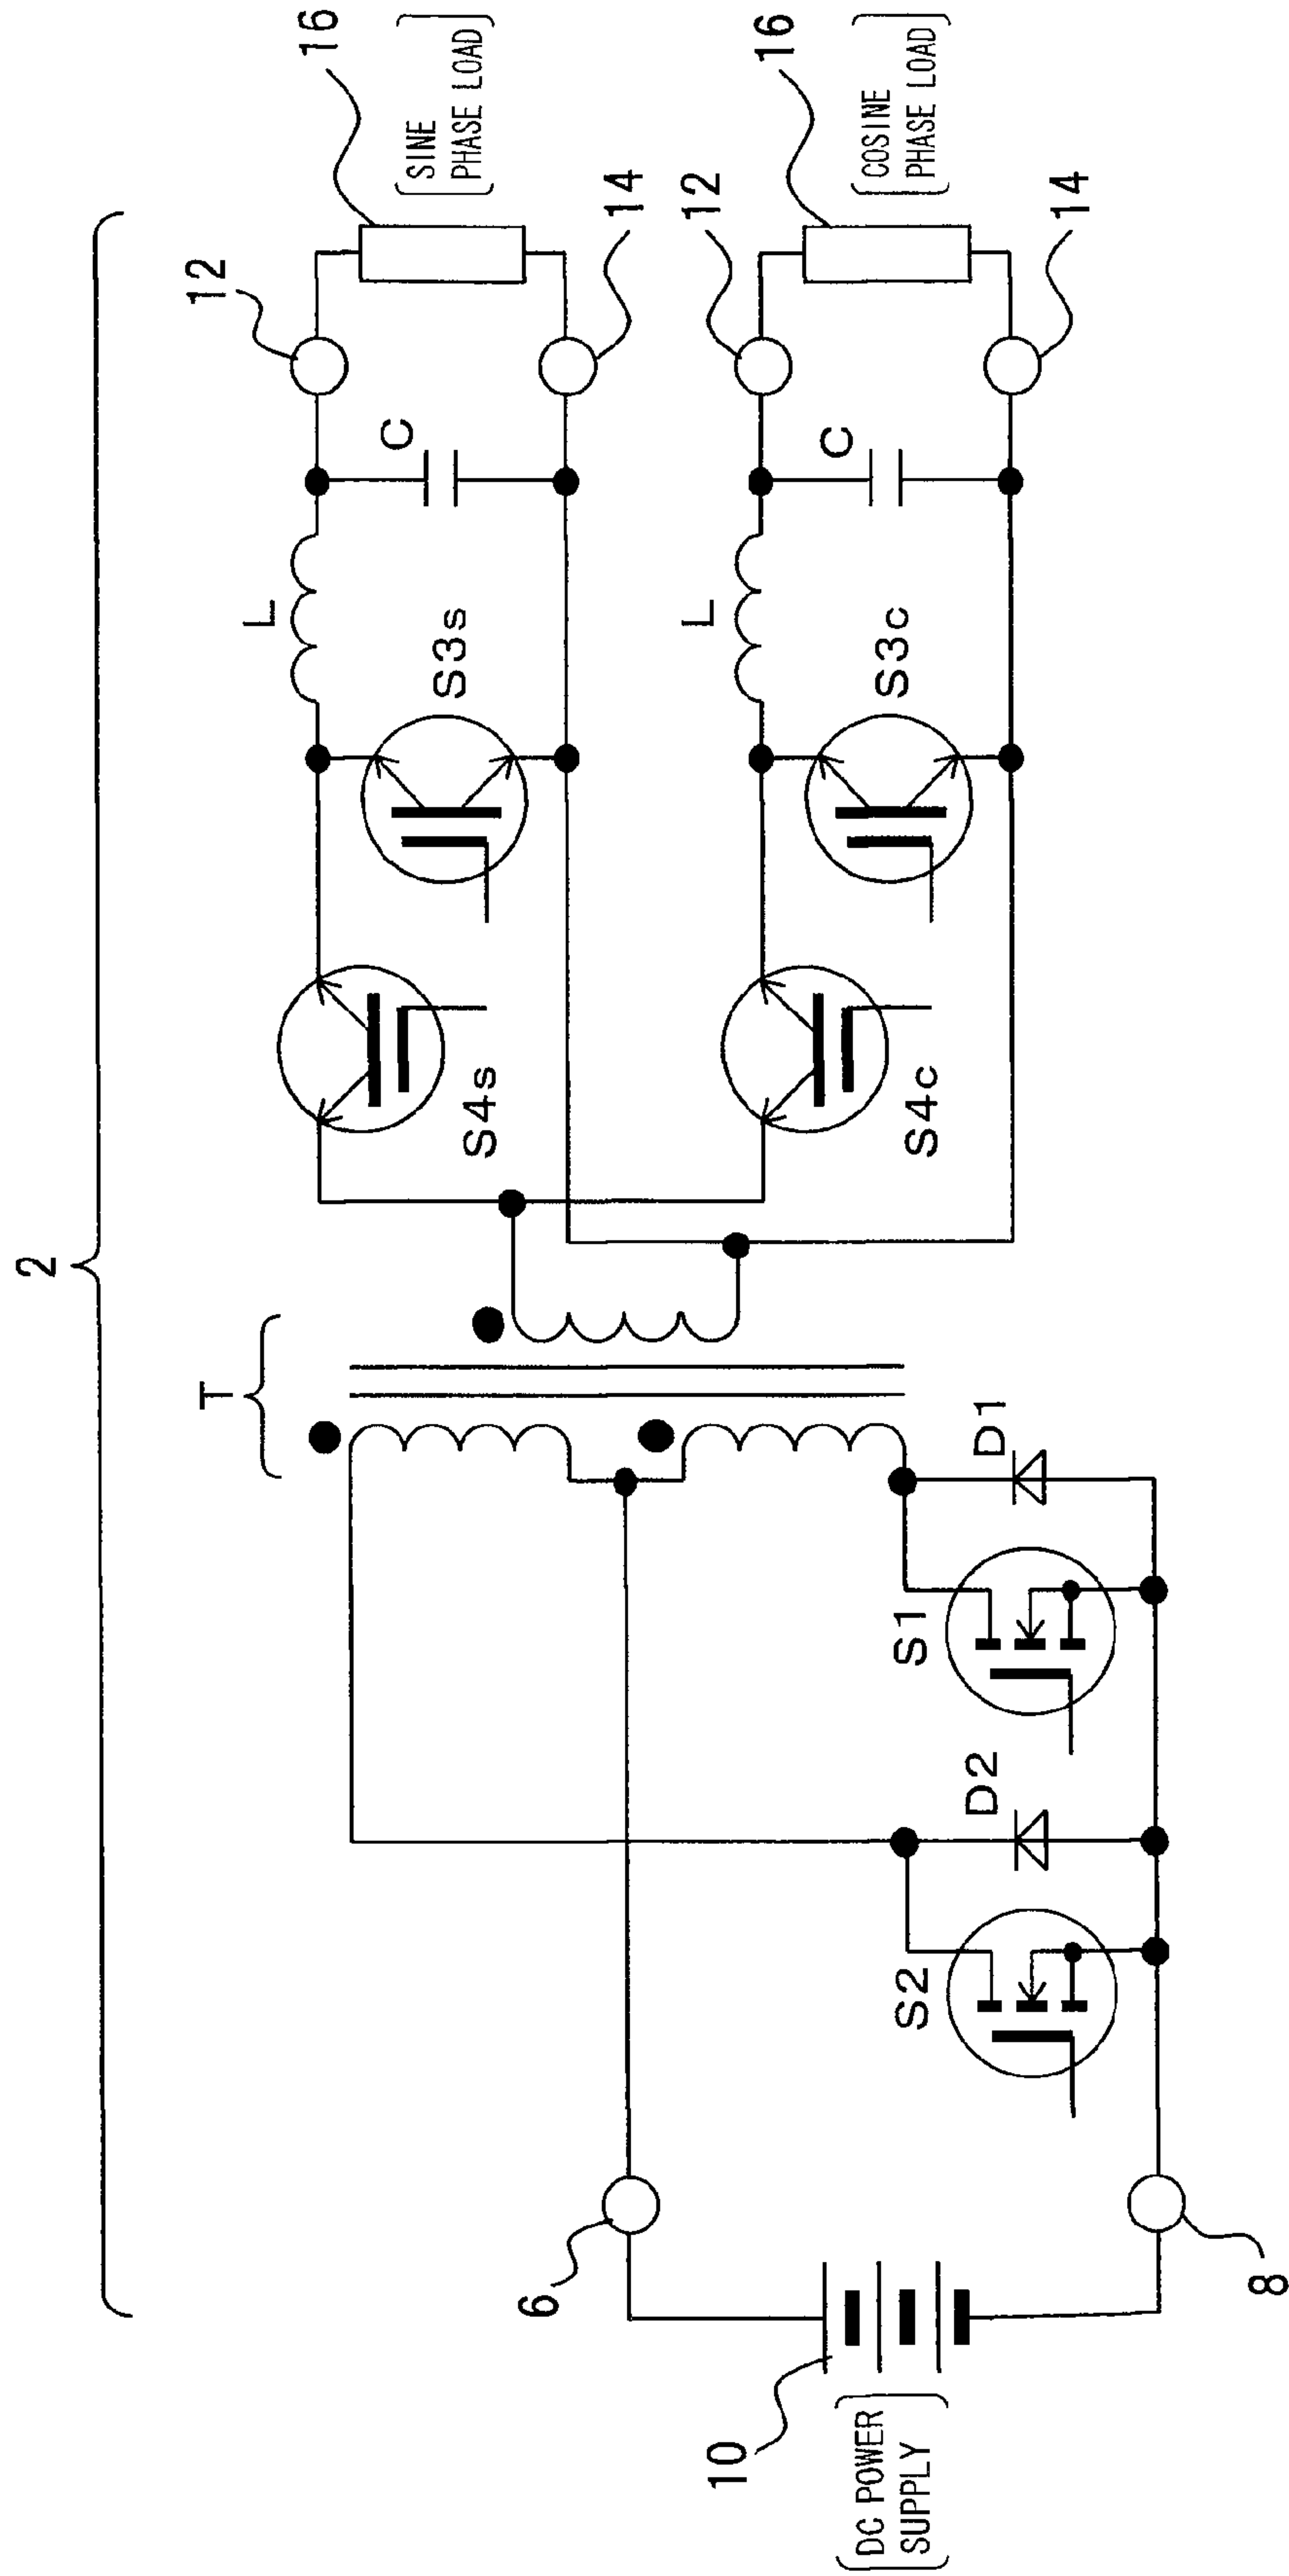 2
T
12
16
SINE
PHASE LOAD
L
C
S3s
S4s
14
12
16
COSINE
PHASE LOAD
L
C
S3c
S4c
14
6
10
DC POWER
SUPPLY
S2
D2
S1
D1
8